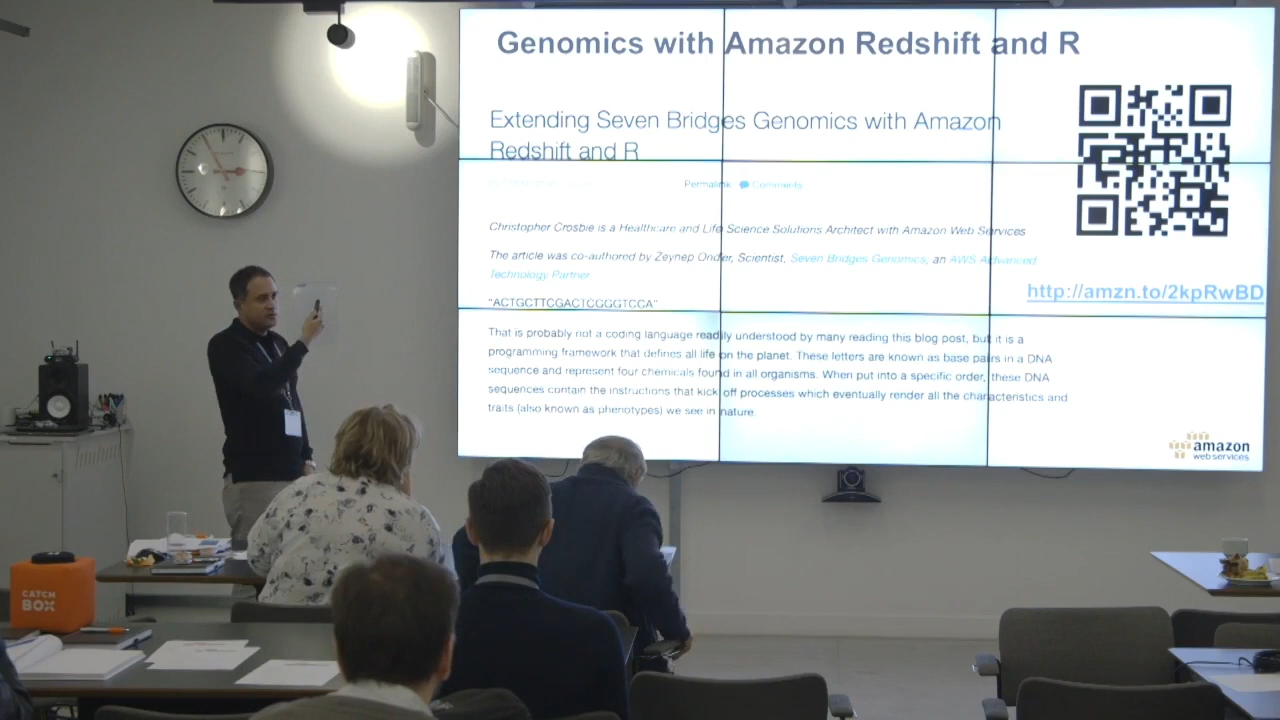 Genomics with Amazon Redshift and R
Extending Seven Bridges Genomics with Amazon
Redshift and R
Permalink Comments
Christopher Crosbie is a Healthcare and Life Science Solutions Architect with Amazon Web Services
The article was co-authored by Zeynep Onder, Scientist, Seven Bridges Genomics, an AWS Advanced
Technology Partner.
http://amzn.to/2kpRwBD
"ACTGCTTCGACTCGGGTCCA"
That is probably not a coding language readily understood by many reading this blog post, but it is a
programming framework that defines all life on the planet. These letters are known as base pairs in a DNA
sequence and represent four chemicals found in all organisms. When put into a specific order, these DNA
sequences contain the instructions that kick off processes which eventually render all the characteristics and
traits (also known as phenotypes) we see in nature.
amazon
web services
CATCH
BOX